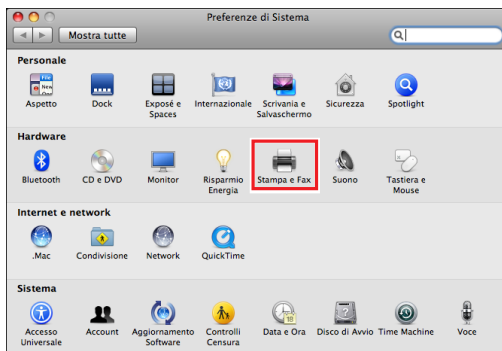 Preferenze di Sistema
Mostra tutte
Personale
Aspetto Dock Exposé e Spaces Internazionale Scrivania e Salvaschermo Sicurezza Spotlight
Hardware
Bluetooth CD e DVD Monitor Risparmio Energia Stampa e Fax Suono Tastiera e Mouse
Internet e network
.Mac Condivisione Network QuickTime
Sistema
Accesso Universale Account Aggiornamento Software Controlli Censura Data e Ora Disco di Avvio Time Machine Voce